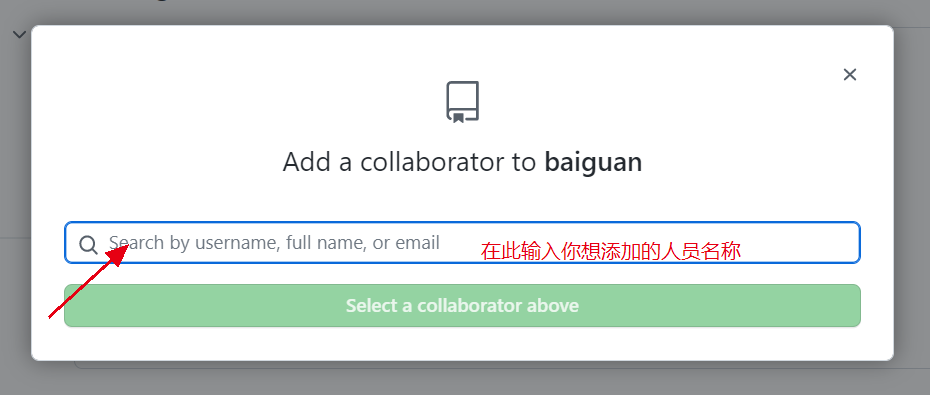 Add a collaborator to baiguan
Search by username, full name, or email
在此输入你想添加的人员名称
Select a collaborator above